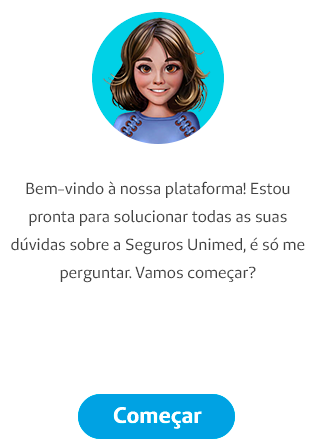 Bem-vindo à nossa plataforma! Estou
pronta para solucionar todas as suas
dúvidas sobre a Seguros Unimed, é só me
perguntar. Vamos começar?
Começar